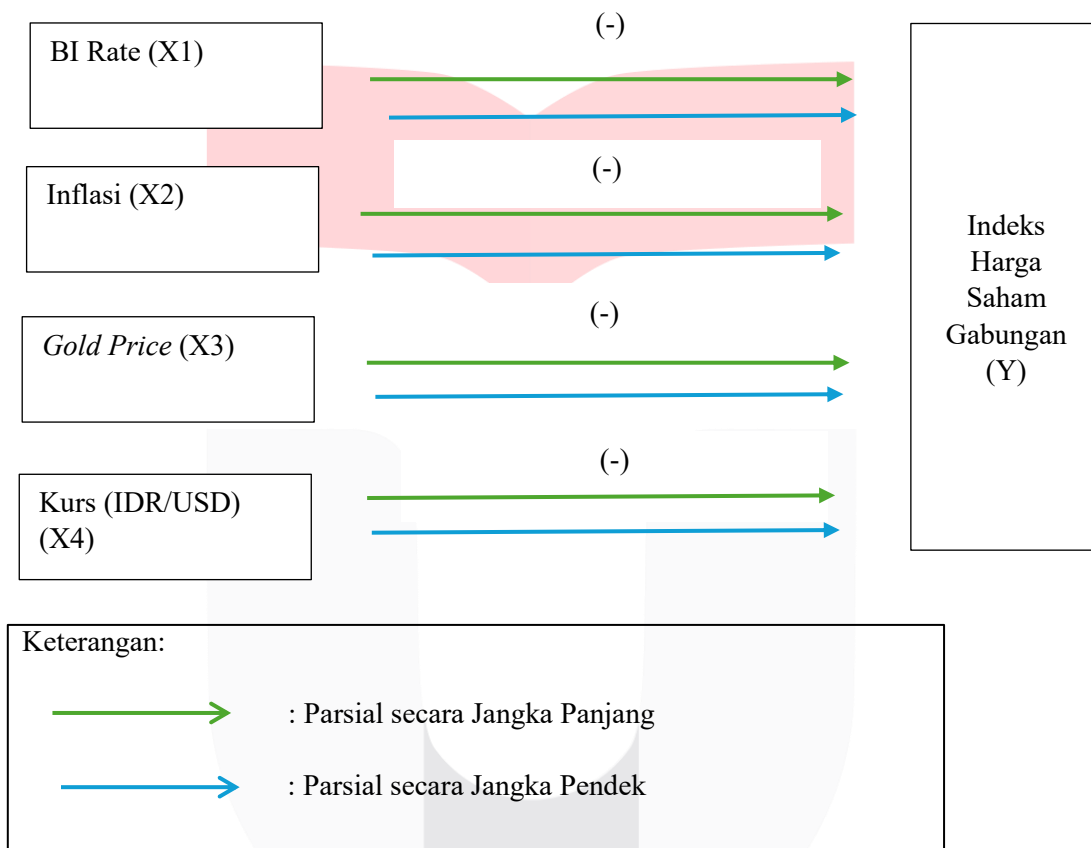 (-)
BI Rate (X1)
(-)
Inflasi (X2)
(-)
Gold Price (X3)
(-)
Kurs (IDR/USD)
(X4)
Indeks
Harga
Saham
Gabungan
(Y)
Keterangan:
: Parsial secara Jangka Panjang
: Parsial secara Jangka Pendek